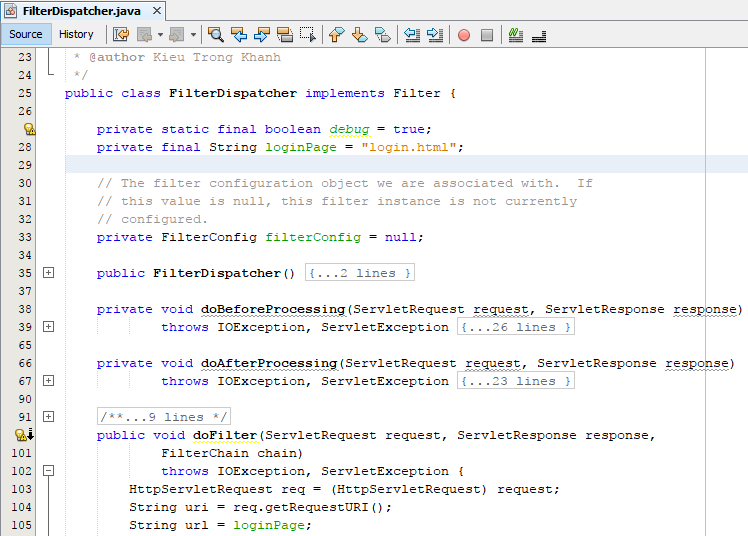 FilterDispatcher.java
Source History
23 * @author Kieu Trong Khanh
24 */
25 public class FilterDispatcher implements Filter {
26
private static final boolean debug = true;
28 private final String loginPage = "login.html";
29
30 // The filter configuration object we are associated with.  If
31 // this value is null, this filter instance is not currently
32 // configured.
33 private FilterConfig filterConfig = null;
34
35 public FilterDispatcher() {...2 lines }
37
38 private void doBeforeProcessing(ServletRequest request, ServletResponse response)
39 throws IOException, ServletException {...26 lines }
65
66 private void doAfterProcessing(ServletRequest request, ServletResponse response)
67 throws IOException, ServletException {...23 lines }
90
91 /**...9 lines */
public void doFilter(ServletRequest request, ServletResponse response,
101 FilterChain chain)
102 throws IOException, ServletException {
103 HttpServletRequest req = (HttpServletRequest) request;
104 String uri = req.getRequestURI();
105 String url = loginPage;